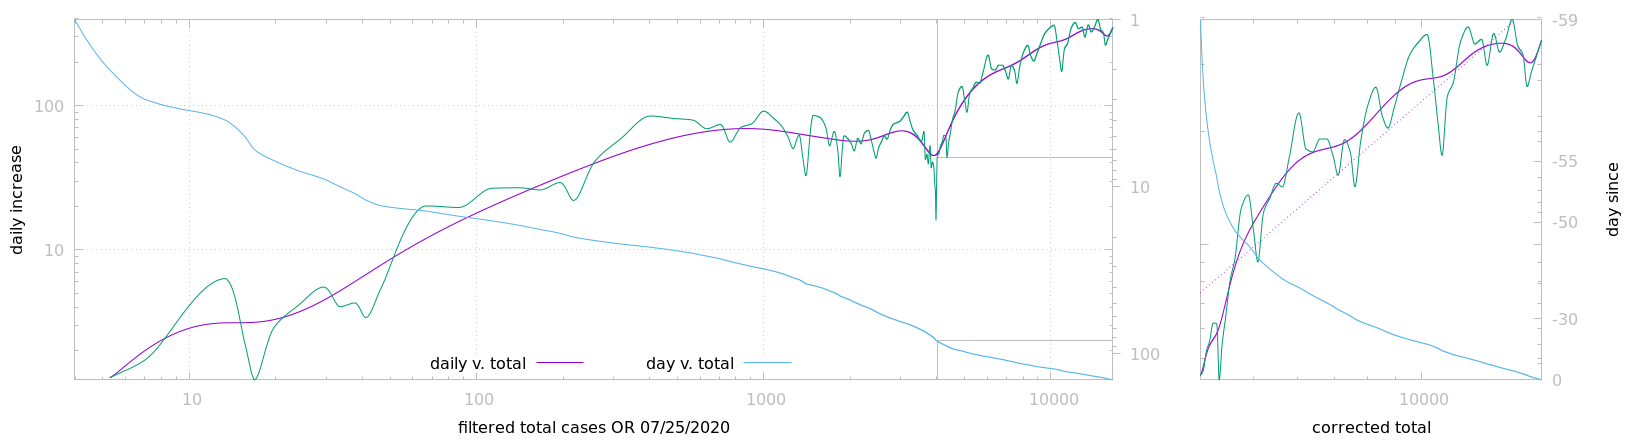 daily increase
100
10
daily v. total
day v. total
10
100
1000
10000
filtered total cases OR 07/25/2020
1
10
100
10000
corrected total
-59
-55
-50
-30
0
day since